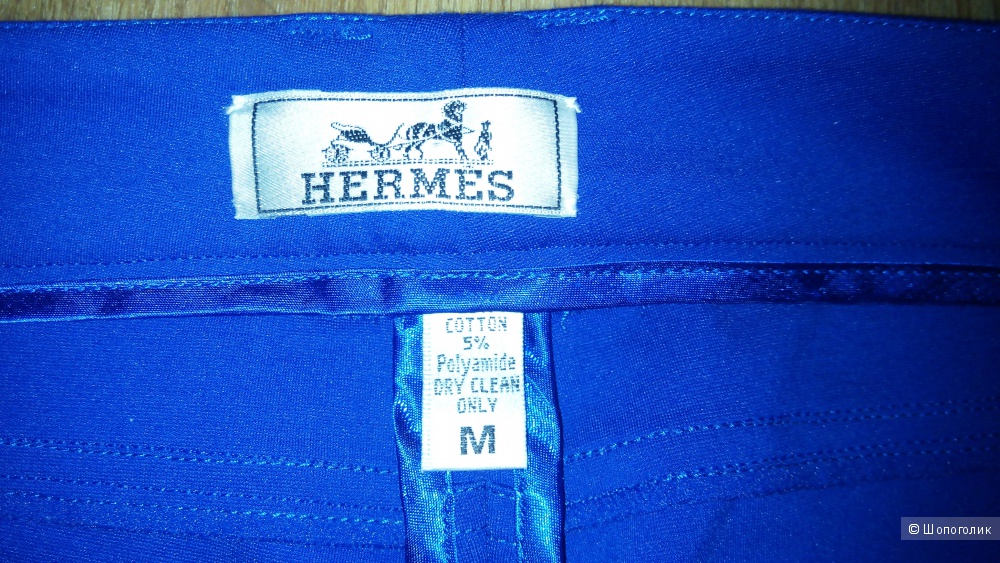 HERMES
COTTON
5%
Polyamide
DRY CLEAN
ONLY
M
© Шопоголик